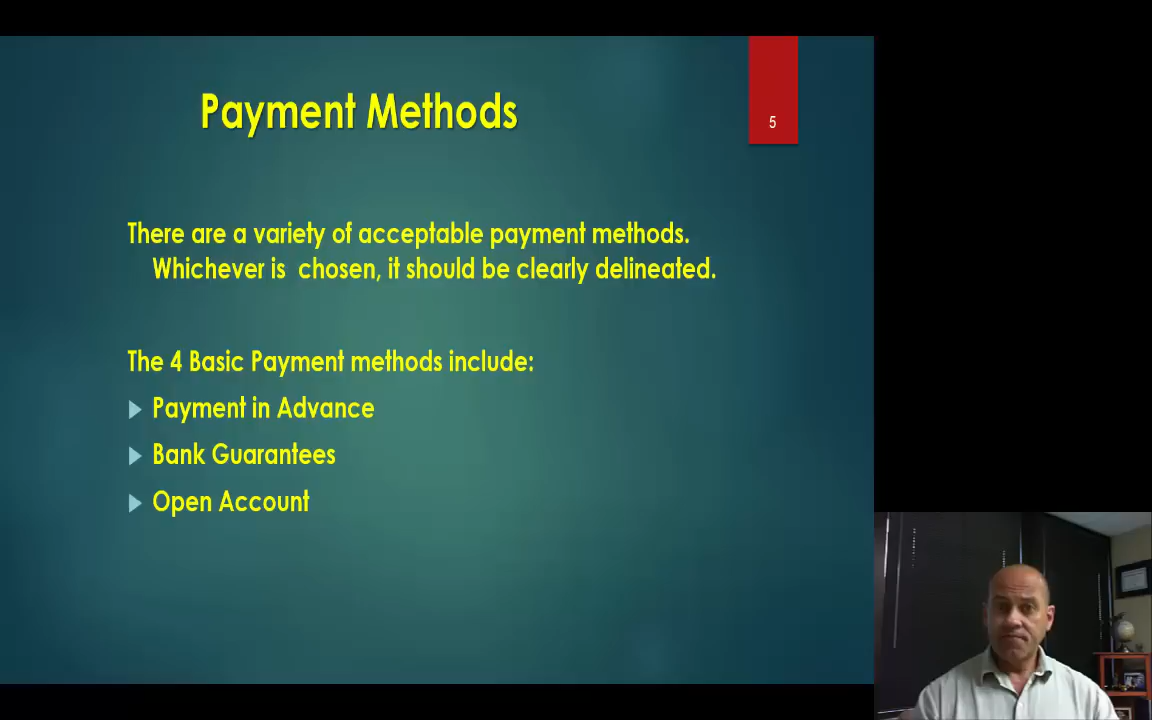 Payment Methods
5
There are a variety of acceptable payment methods.
Whichever is chosen, it should be clearly delineated.
The 4 Basic Payment methods include:
Payment in Advance
Bank Guarantees
Open Account